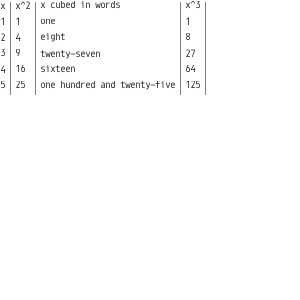 x | x^2 | x cubed in words | x^3
1 | 1 | one | 1
2 | 4 | eight | 8
3 | 9 | twenty-seven | 27
4 | 16 | sixteen | 64
5 | 25 | one hundred and twenty-five | 125